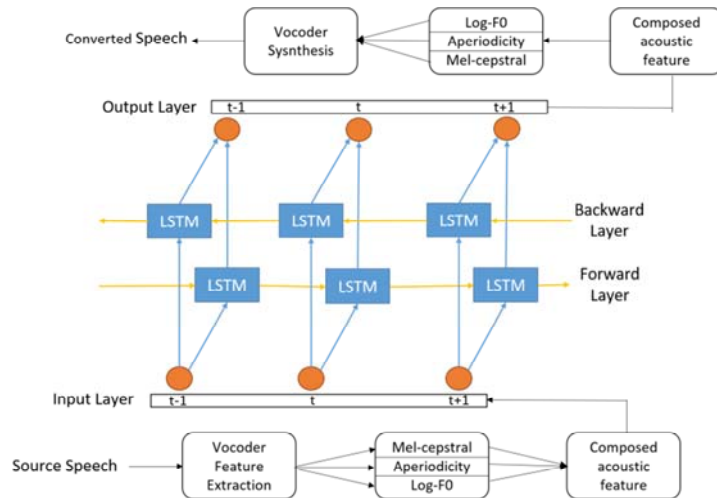 Converted Speech
Vocoder
Sysnthesis
Log-F0
Aperiodicity
Mel-cepstral
Composed
acoustic
feature
Output Layer
t-1 t t+1
LSTM LSTM LSTM
Backward
Layer
LSTM LSTM LSTM
Forward
Layer
Input Layer
t-1 t t+1
Source Speech
Vocoder
Feature
Extraction
Mel-cepstral
Aperiodicity
Log-F0
Composed
acoustic
feature